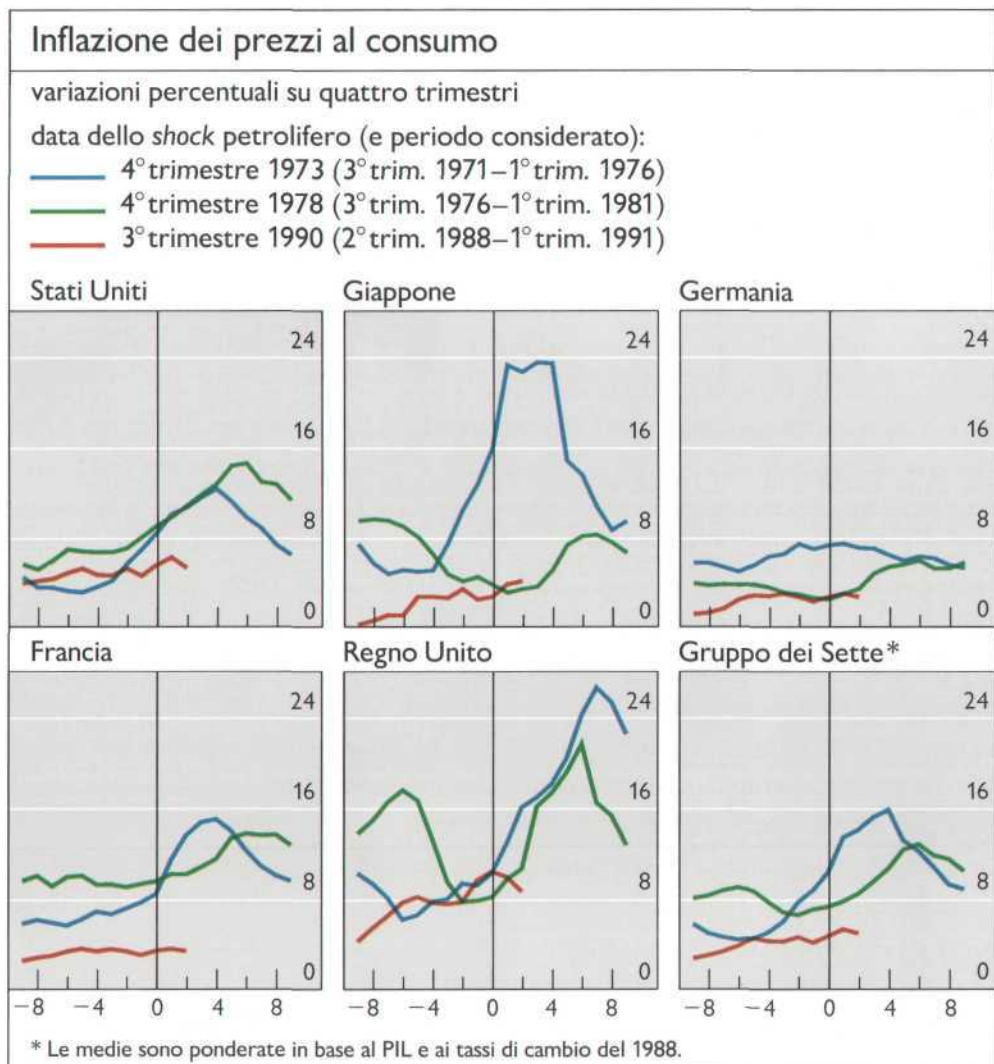 Inflazione dei prezzi al consumo
variazioni percentuali su quattro trimestri
data dello shock petrolifero (e periodo considerato):
4° trimestre 1973 (3° trim. 1971–1° trim. 1976)
4° trimestre 1978 (3° trim. 1976–1° trim. 1981)
3° trimestre 1990 (2° trim. 1988–1° trim. 1991)
Stati Uniti Giappone Germania
24 24 24
16 16 16
8 8 8
0 0 0
Francia Regno Unito Gruppo dei Sette*
24 24 24
16 16 16
8 8 8
0 0 0
−8 −4 0 4 8 −8 −4 0 4 8 −8 −4 0 4 8
* Le medie sono ponderate in base al PIL e ai tassi di cambio del 1988.